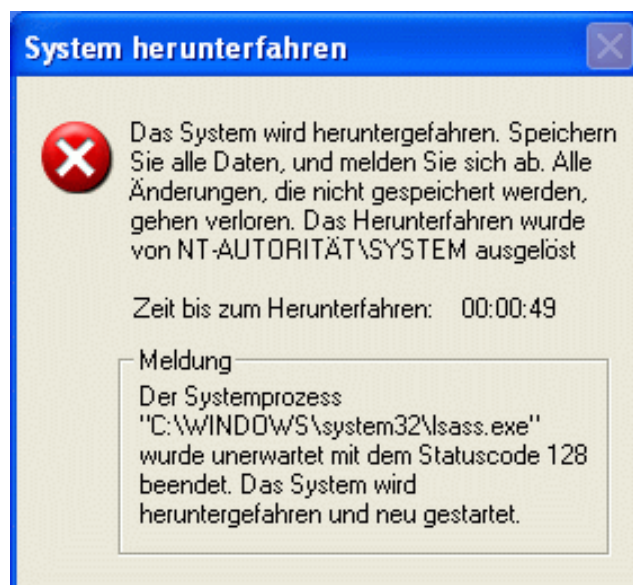 System herunterfahren
Das System wird heruntergefahren. Speichern
Sie alle Daten, und melden Sie sich ab. Alle
Änderungen, die nicht gespeichert werden,
gehen verloren. Das Herunterfahren wurde
von NT-AUTORITÄT\SYSTEM ausgelöst
Zeit bis zum Herunterfahren: 00:00:49
Meldung
Der Systemprozess
"C:\WINDOWS\system32\lsass.exe"
wurde unerwartet mit dem Statuscode 128
beendet. Das System wird
heruntergefahren und neu gestartet.